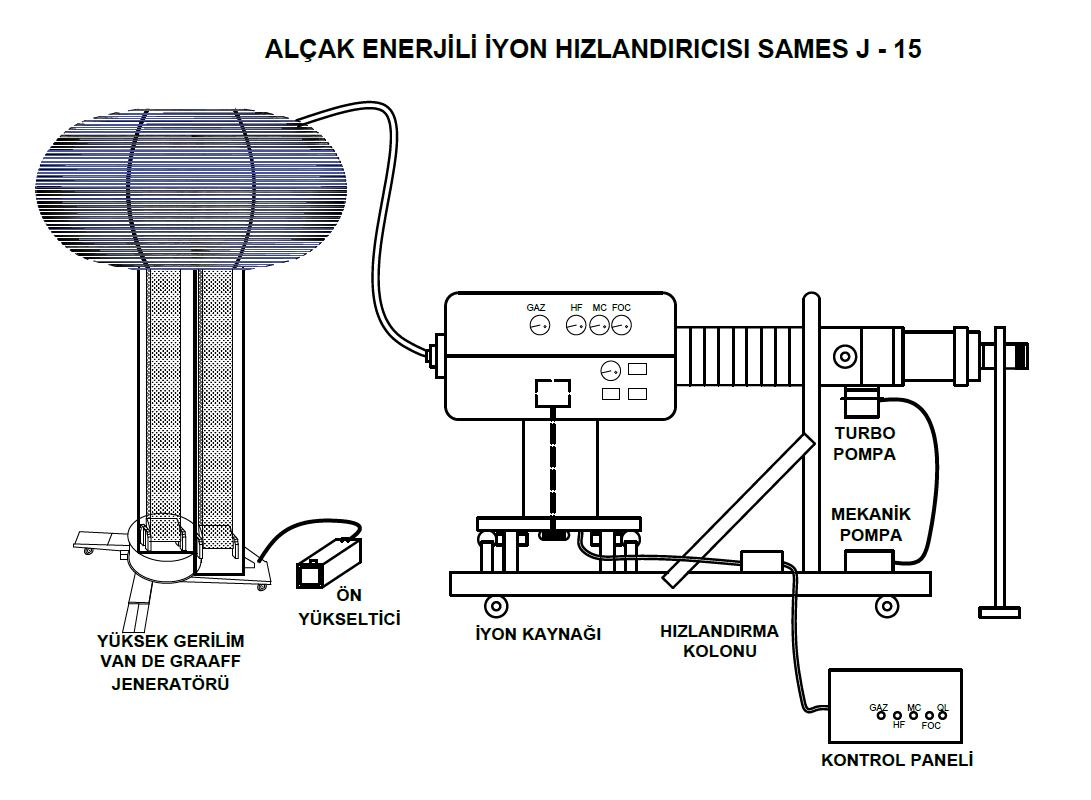 ALÇAK ENERJİLİ İYON HIZLANDIRICISI SAMES J - 15
GAZ HF MC FOC
TURBO
POMPA
MEKANİK
POMPA
ÖN
YÜKSELTİCİ
YÜKSEK GERİLİM
VAN DE GRAAFF
JENERATÖRÜ
İYON KAYNAĞI
HIZLANDIRMA
KOLONU
GAZ MC QL
HF FOC
KONTROL PANELİ